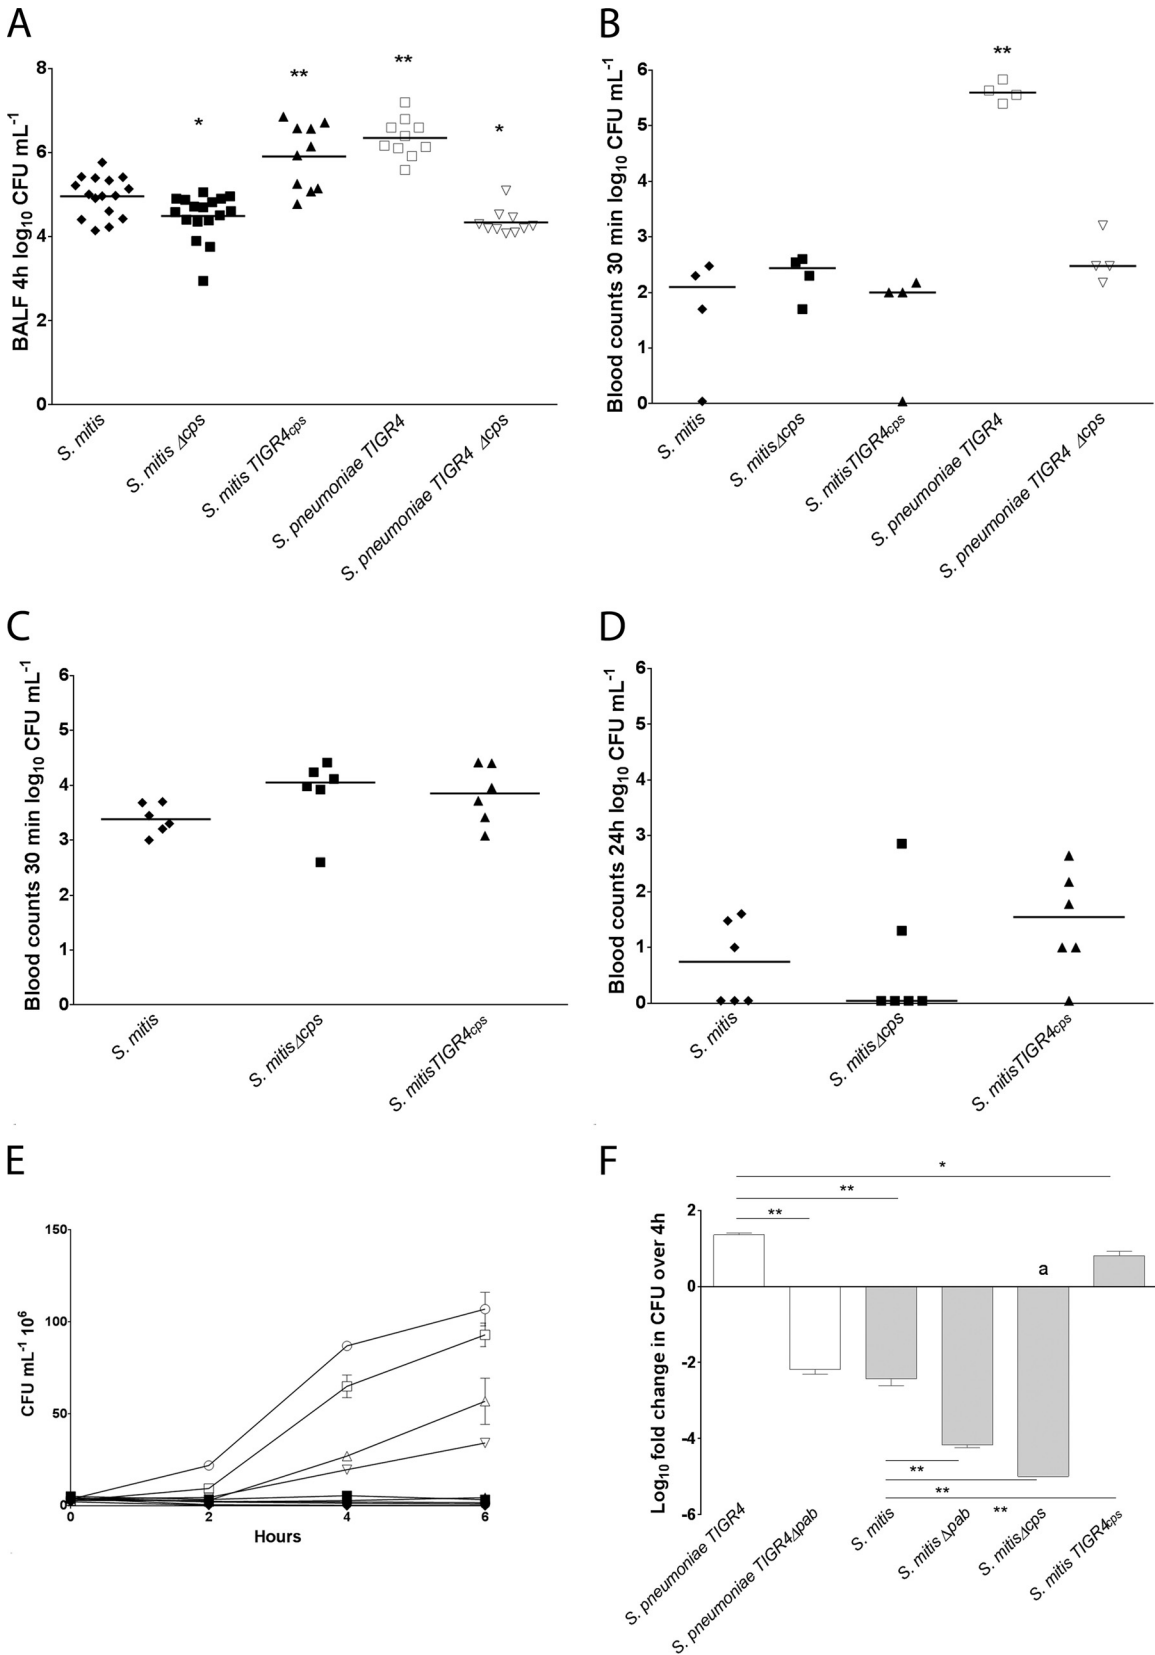 A
BALF 4h log10 CFU mL-1
8
6
4
2
0
*
**
**
*
S. mitis
S. mitis Δcps
S. mitis TIGR4cps
S. pneumoniae TIGR4
S. pneumoniae TIGR4 Δcps
B
Blood counts 30 min log10 CFU mL-1
6
5
4
3
2
1
0
**
S. mitis
S. mitisΔcps
S. mitisTIGR4cps
S. pneumoniae TIGR4
S. pneumoniae TIGR4 Δcps
C
Blood counts 30 min log10 CFU mL-1
6
5
4
3
2
1
0
S. mitis
S. mitisΔcps
S. mitisTIGR4cps
D
Blood counts 24h log10 CFU mL-1
6
5
4
3
2
1
0
S. mitis
S. mitisΔcps
S. mitisTIGR4cps
E
CFU mL-1 10^6
150
100
50
0
0 2 4 6
Hours
F
Log10 fold change in CFU over 4h
2
0
-2
-4
-6
*
**
**
a
**
**
**
S. pneumoniae TIGR4
S. pneumoniae TIGR4Δpab
S. mitis
S. mitis Δpab
S. mitisΔcps
S. mitis TIGR4cps